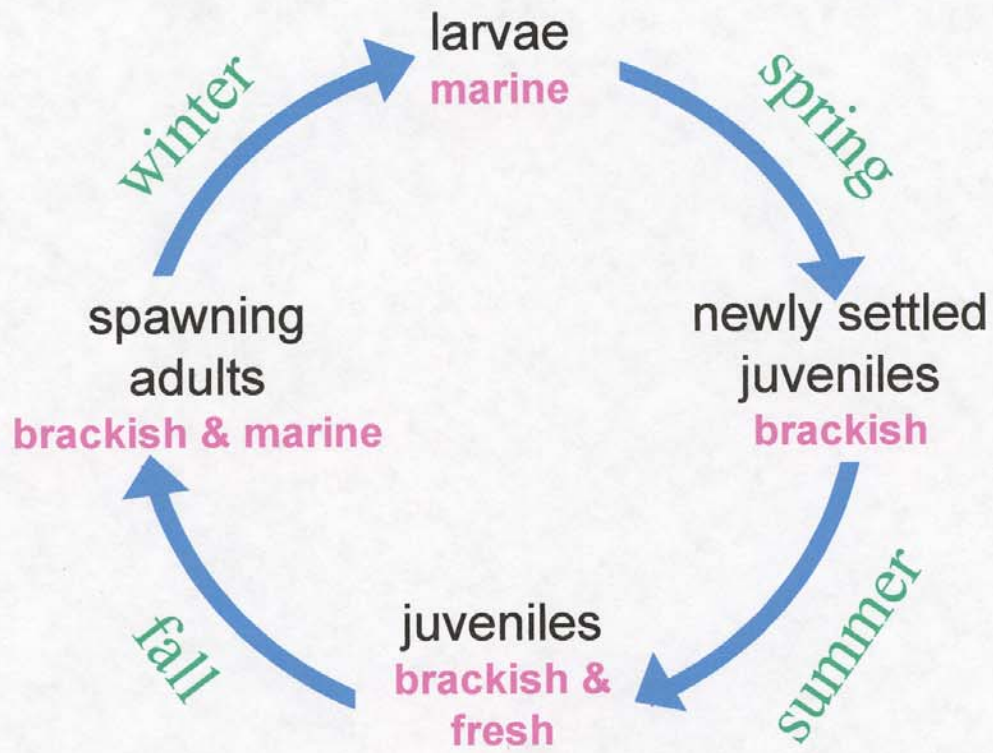 larvae
marine
spring
newly settled
juveniles
brackish
summer
juveniles
brackish &
fresh
fall
spawning
adults
brackish & marine
winter